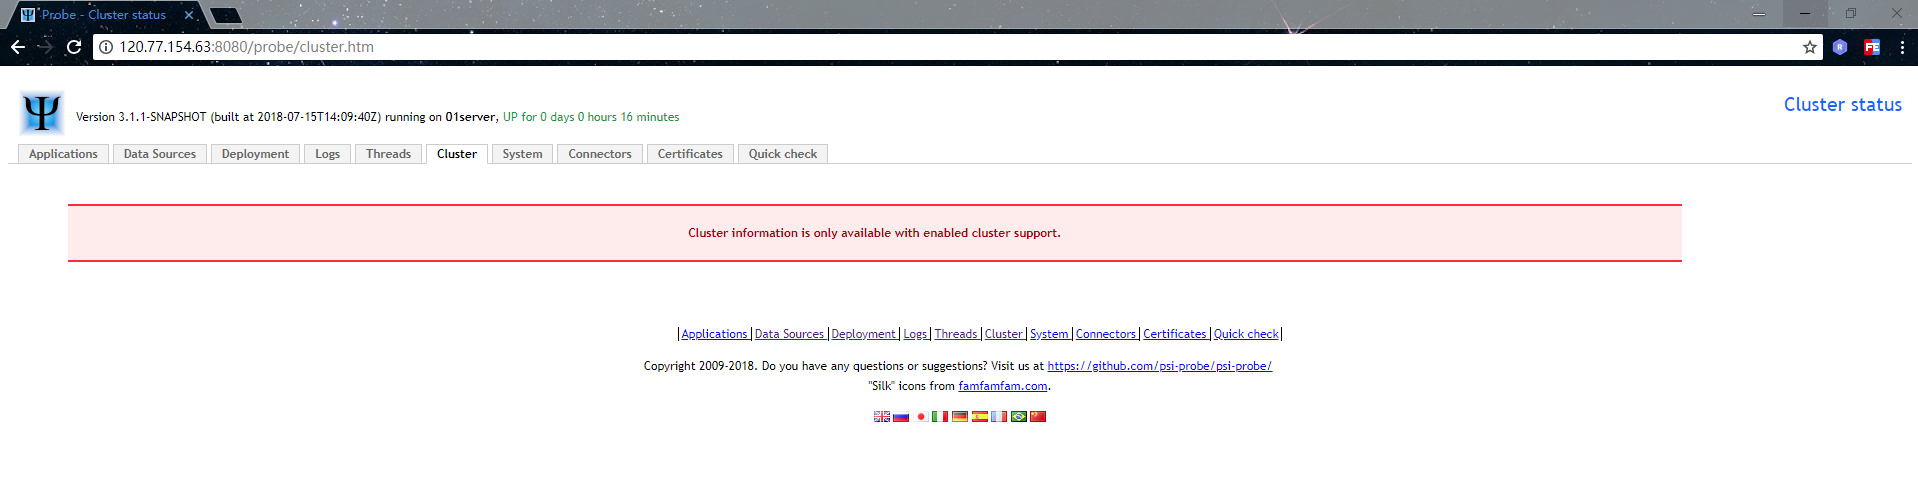 Probe - Cluster status
120.77.154.63:8080/probe/cluster.htm
R
FE
Ψ
Version 3.1.1-SNAPSHOT (built at 2018-07-15T14:09:40Z) running on 01server, UP for 0 days 0 hours 16 minutes
Cluster status
Applications Data Sources Deployment Logs Threads Cluster System Connectors Certificates Quick check
Cluster information is only available with enabled cluster support.
|Applications |Data Sources |Deployment |Logs |Threads |Cluster |System |Connectors |Certificates |Quick check|
Copyright 2009-2018. Do you have any questions or suggestions? Visit us at https://github.com/psi-probe/psi-probe/
"Silk" icons from famfamfam.com.